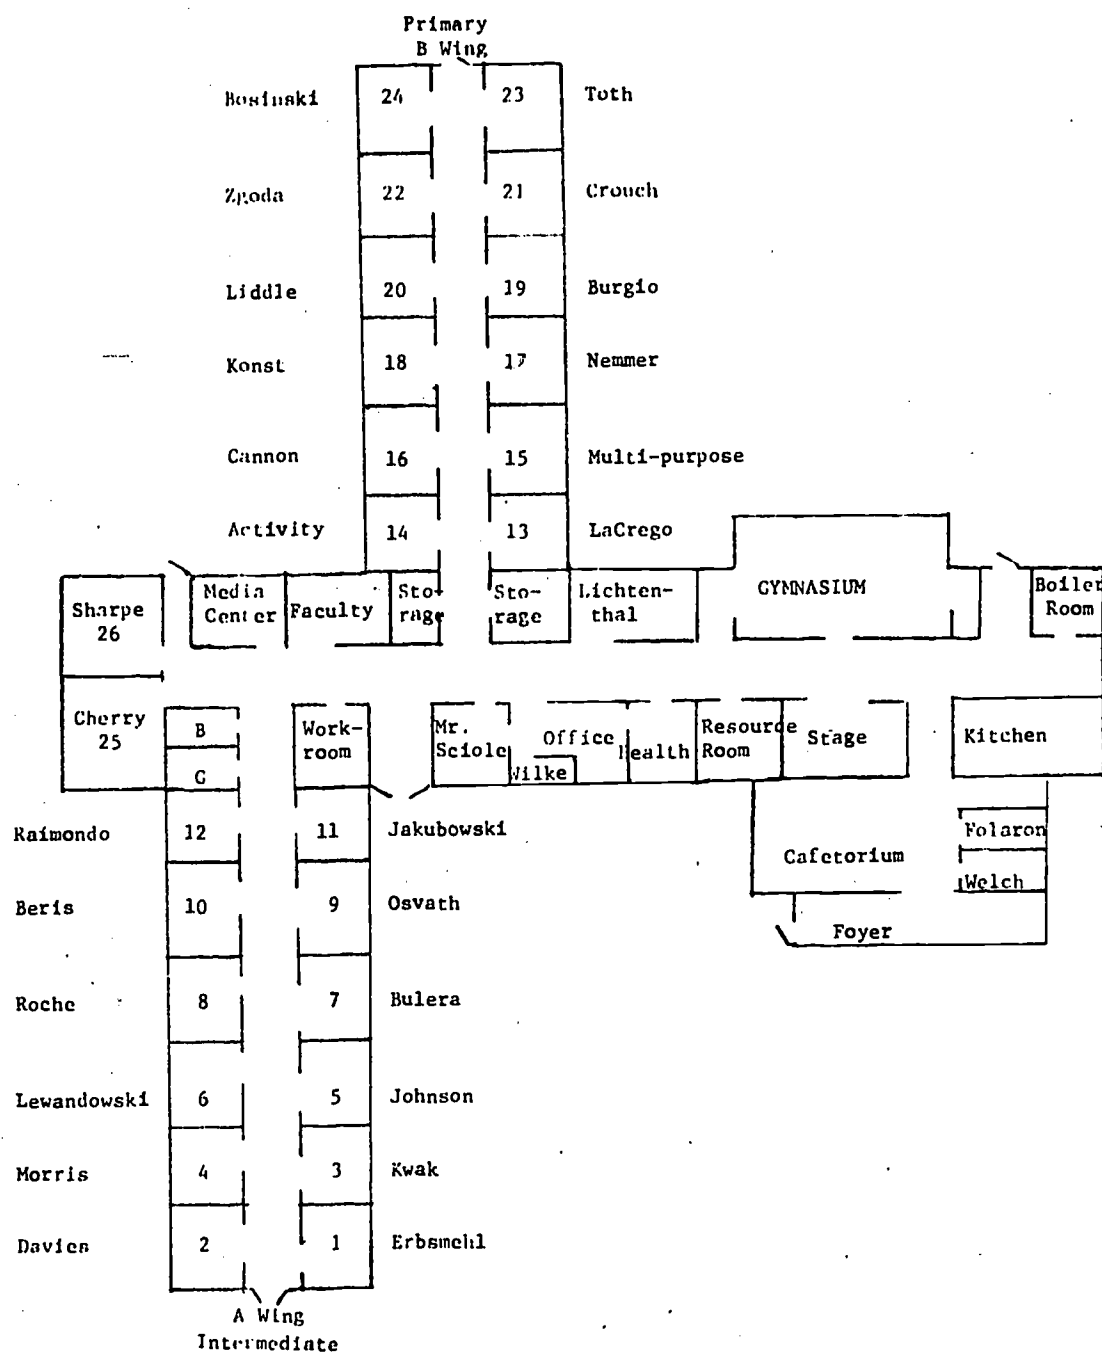 Primary
B Wing
Bosinski 24 23 Toth
Zgoda 22 21 Crouch
Liddle 20 19 Burgio
Konst 18 17 Nemmer
Cannon 16 15 Multi-purpose
Activity 14 13 LaCrego
Sharpe
26
Media
Center
Faculty
Sto-
rage
Sto-
rage
Lichten-
thal
GYMNASIUM
Boiler
Room
Cherry
25
B
G
Work-
room
Mr.
Sciole
Office
Wilke
Health
Resource
Room
Stage
Kitchen
Raimondo 12 11 Jakubowski
Folaron
Cafetorium
Welch
Beris 10 9 Osvath
Foyer
Roche 8 7 Bulera
Lewandowski 6 5 Johnson
Morris 4 3 Kwak
Davies 2 1 Erbsmehl
A Wing
Intermediate